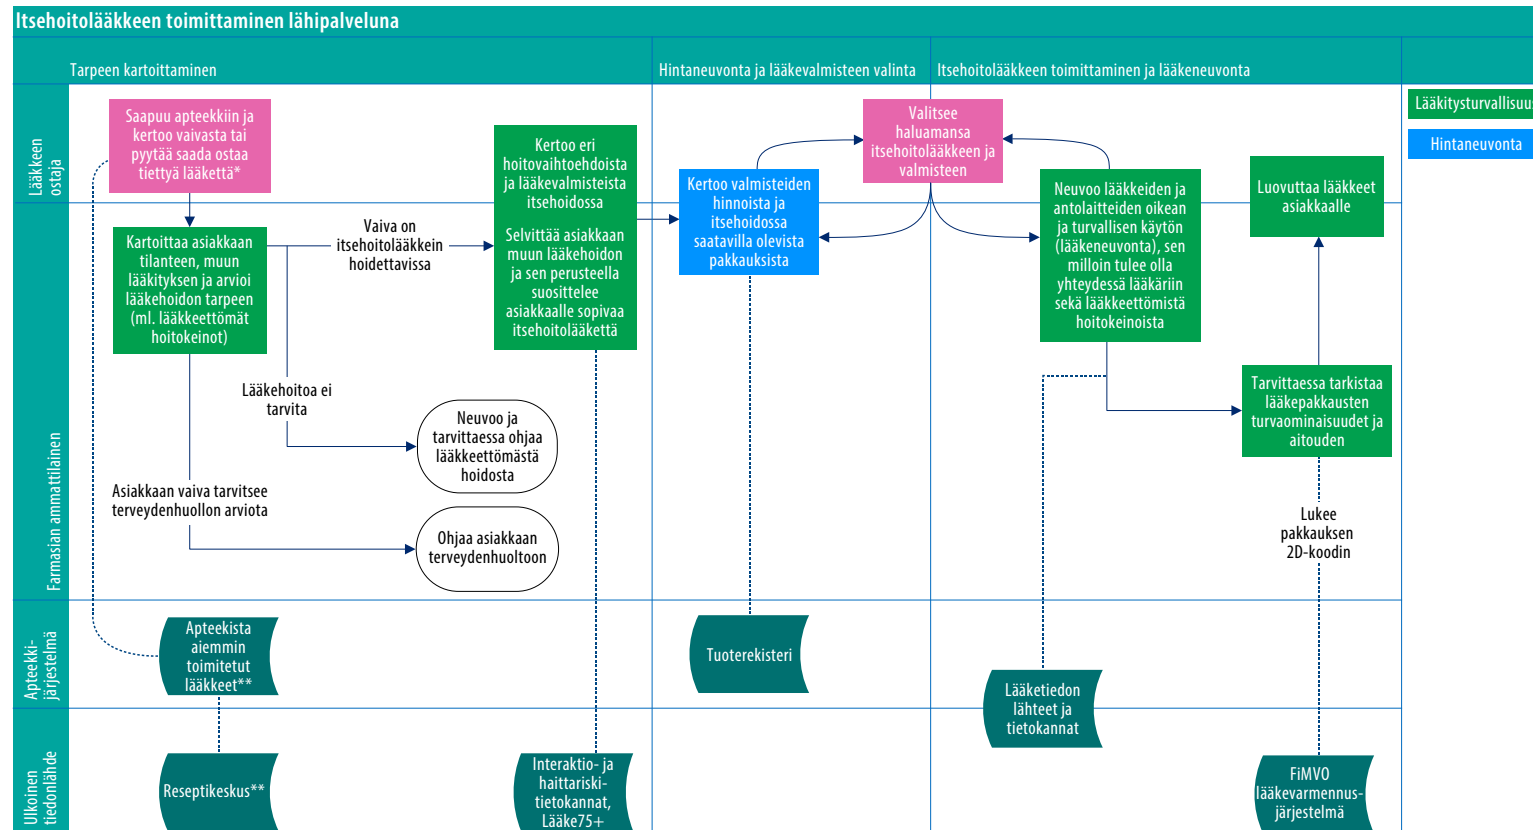 Itsehoitolääkkeen toimittaminen lähipalveluna
Tarpeen kartoittaminen
Hintaneuvonta ja lääkevalmisteen valinta
Itsehoitolääkkeen toimittaminen ja lääkeneuvonta
Lääkkeen
ostaja
Saapuu apteekkiin ja
kertoo vaivasta tai
pyytää saada ostaa
tiettyä lääkettä*
Kertoo eri
hoitovaihtoehdoista
ja lääkevalmisteista
itsehoidossa
Selvittää asiakkaan
muun lääkehoidon
ja sen perusteella
suosittelee
asiakkaalle sopivaa
itsehoitolääkettä
Valitsee
haluamansa
itsehoitolääkkeen ja
valmisteen
Kertoo valmisteiden
hinnoista ja
itsehoidossa
saatavilla olevista
pakkauksista
Neuvoo lääkkeiden ja
antolaitteiden oikean
ja turvallisen käytön
(lääkeneuvonta), sen
milloin tulee olla
yhteydessä lääkäriin
sekä lääkkeettömistä
hoitokeinoista
Luovuttaa lääkkeet
asiakkaalle
Lääkitysturvallisuus
Hintaneuvonta
Farmasian ammattilainen
Kartoittaa asiakkaan
tilanteen, muun
lääkityksen ja arvioi
lääkehoidon tarpeen
(ml. lääkkeettömät
hoitokeinot)
Vaiva on
itsehoitolääkkein
hoidettavissa
Lääkehoitoa ei
tarvita
Neuvoo ja
tarvittaessa ohjaa
lääkkeettömästä
hoidosta
Asiakkaan vaiva tarvitsee
terveydenhuollon arviota
Ohjaa asiakkaan
terveydenhuoltoon
Tarvittaessa tarkistaa
lääkepakkausten
turvaominaisuudet ja
aitouden
Lukee
pakkauksen
2D-koodin
Apteekki-
järjestelmä
Apteekista
aiemmin
toimitetut
lääkkeet**
Tuoterekisteri
Lääketiedon
lähteet ja
tietokannat
Ulkoinen
tiedonlähde
Reseptikeskus**
Interaktio- ja
haittariski-
tietokannat,
Lääke75+
FiMVO
lääkevarmennus-
järjestelmä